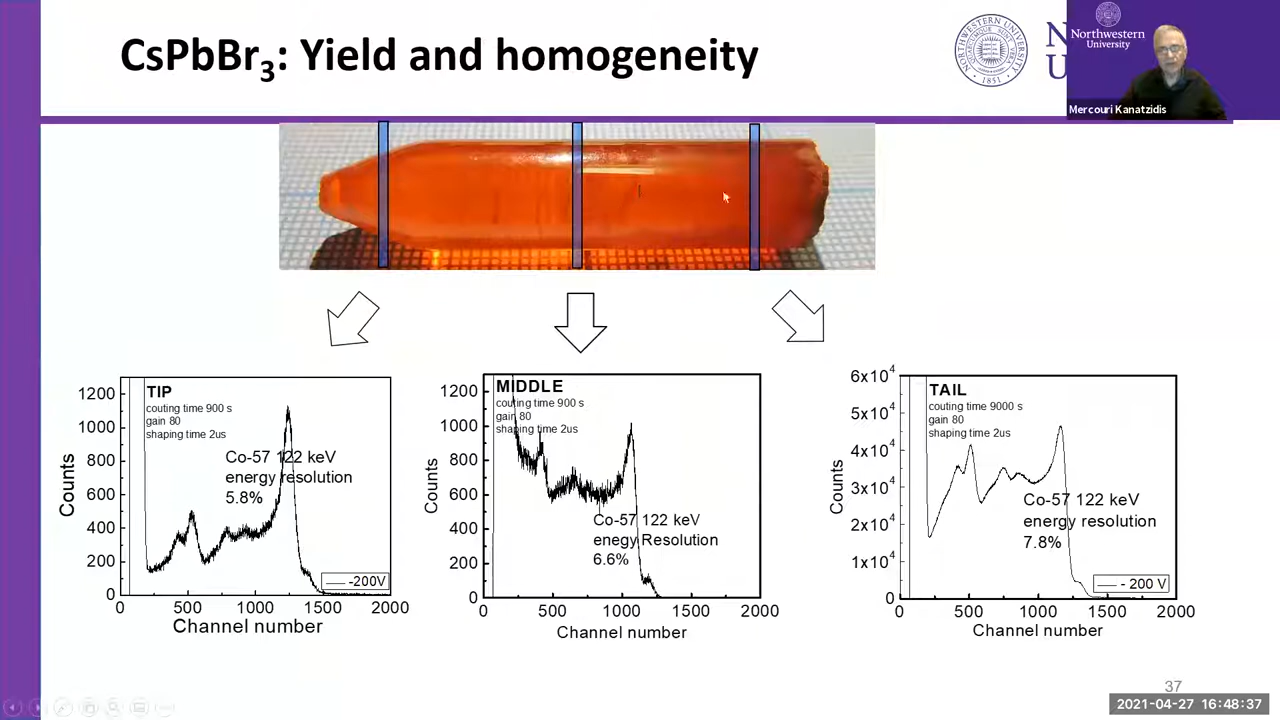 CsPbBr3: Yield and homogeneity
NORTHWESTERN UNIVERSITY
1851
N
U
Northwestern
University
Mercouri Kanatzidis
TIP
couting time 900 s
gain 80
shaping time 2us
Co-57 122 keV
energy resolution
5.8%
-200V
Counts
0
200
400
600
800
1000
1200
0 500 1000 1500 2000
Channel number
MIDDLE
couting time 900 s
gain 80
shaping time 2us
Co-57 122 keV
enegy Resolution
6.6%
Counts
0
200
400
600
800
1000
1200
0 500 1000 1500 2000
Channel number
TAIL
couting time 9000 s
gain 80
shaping time 2us
Co-57 122 keV
energy resolution
7.8%
- 200 V
Counts
0
1x10^4
2x10^4
3x10^4
4x10^4
5x10^4
6x10^4
0 500 1000 1500 2000
Channel number
37
2021-04-27 16:48:37